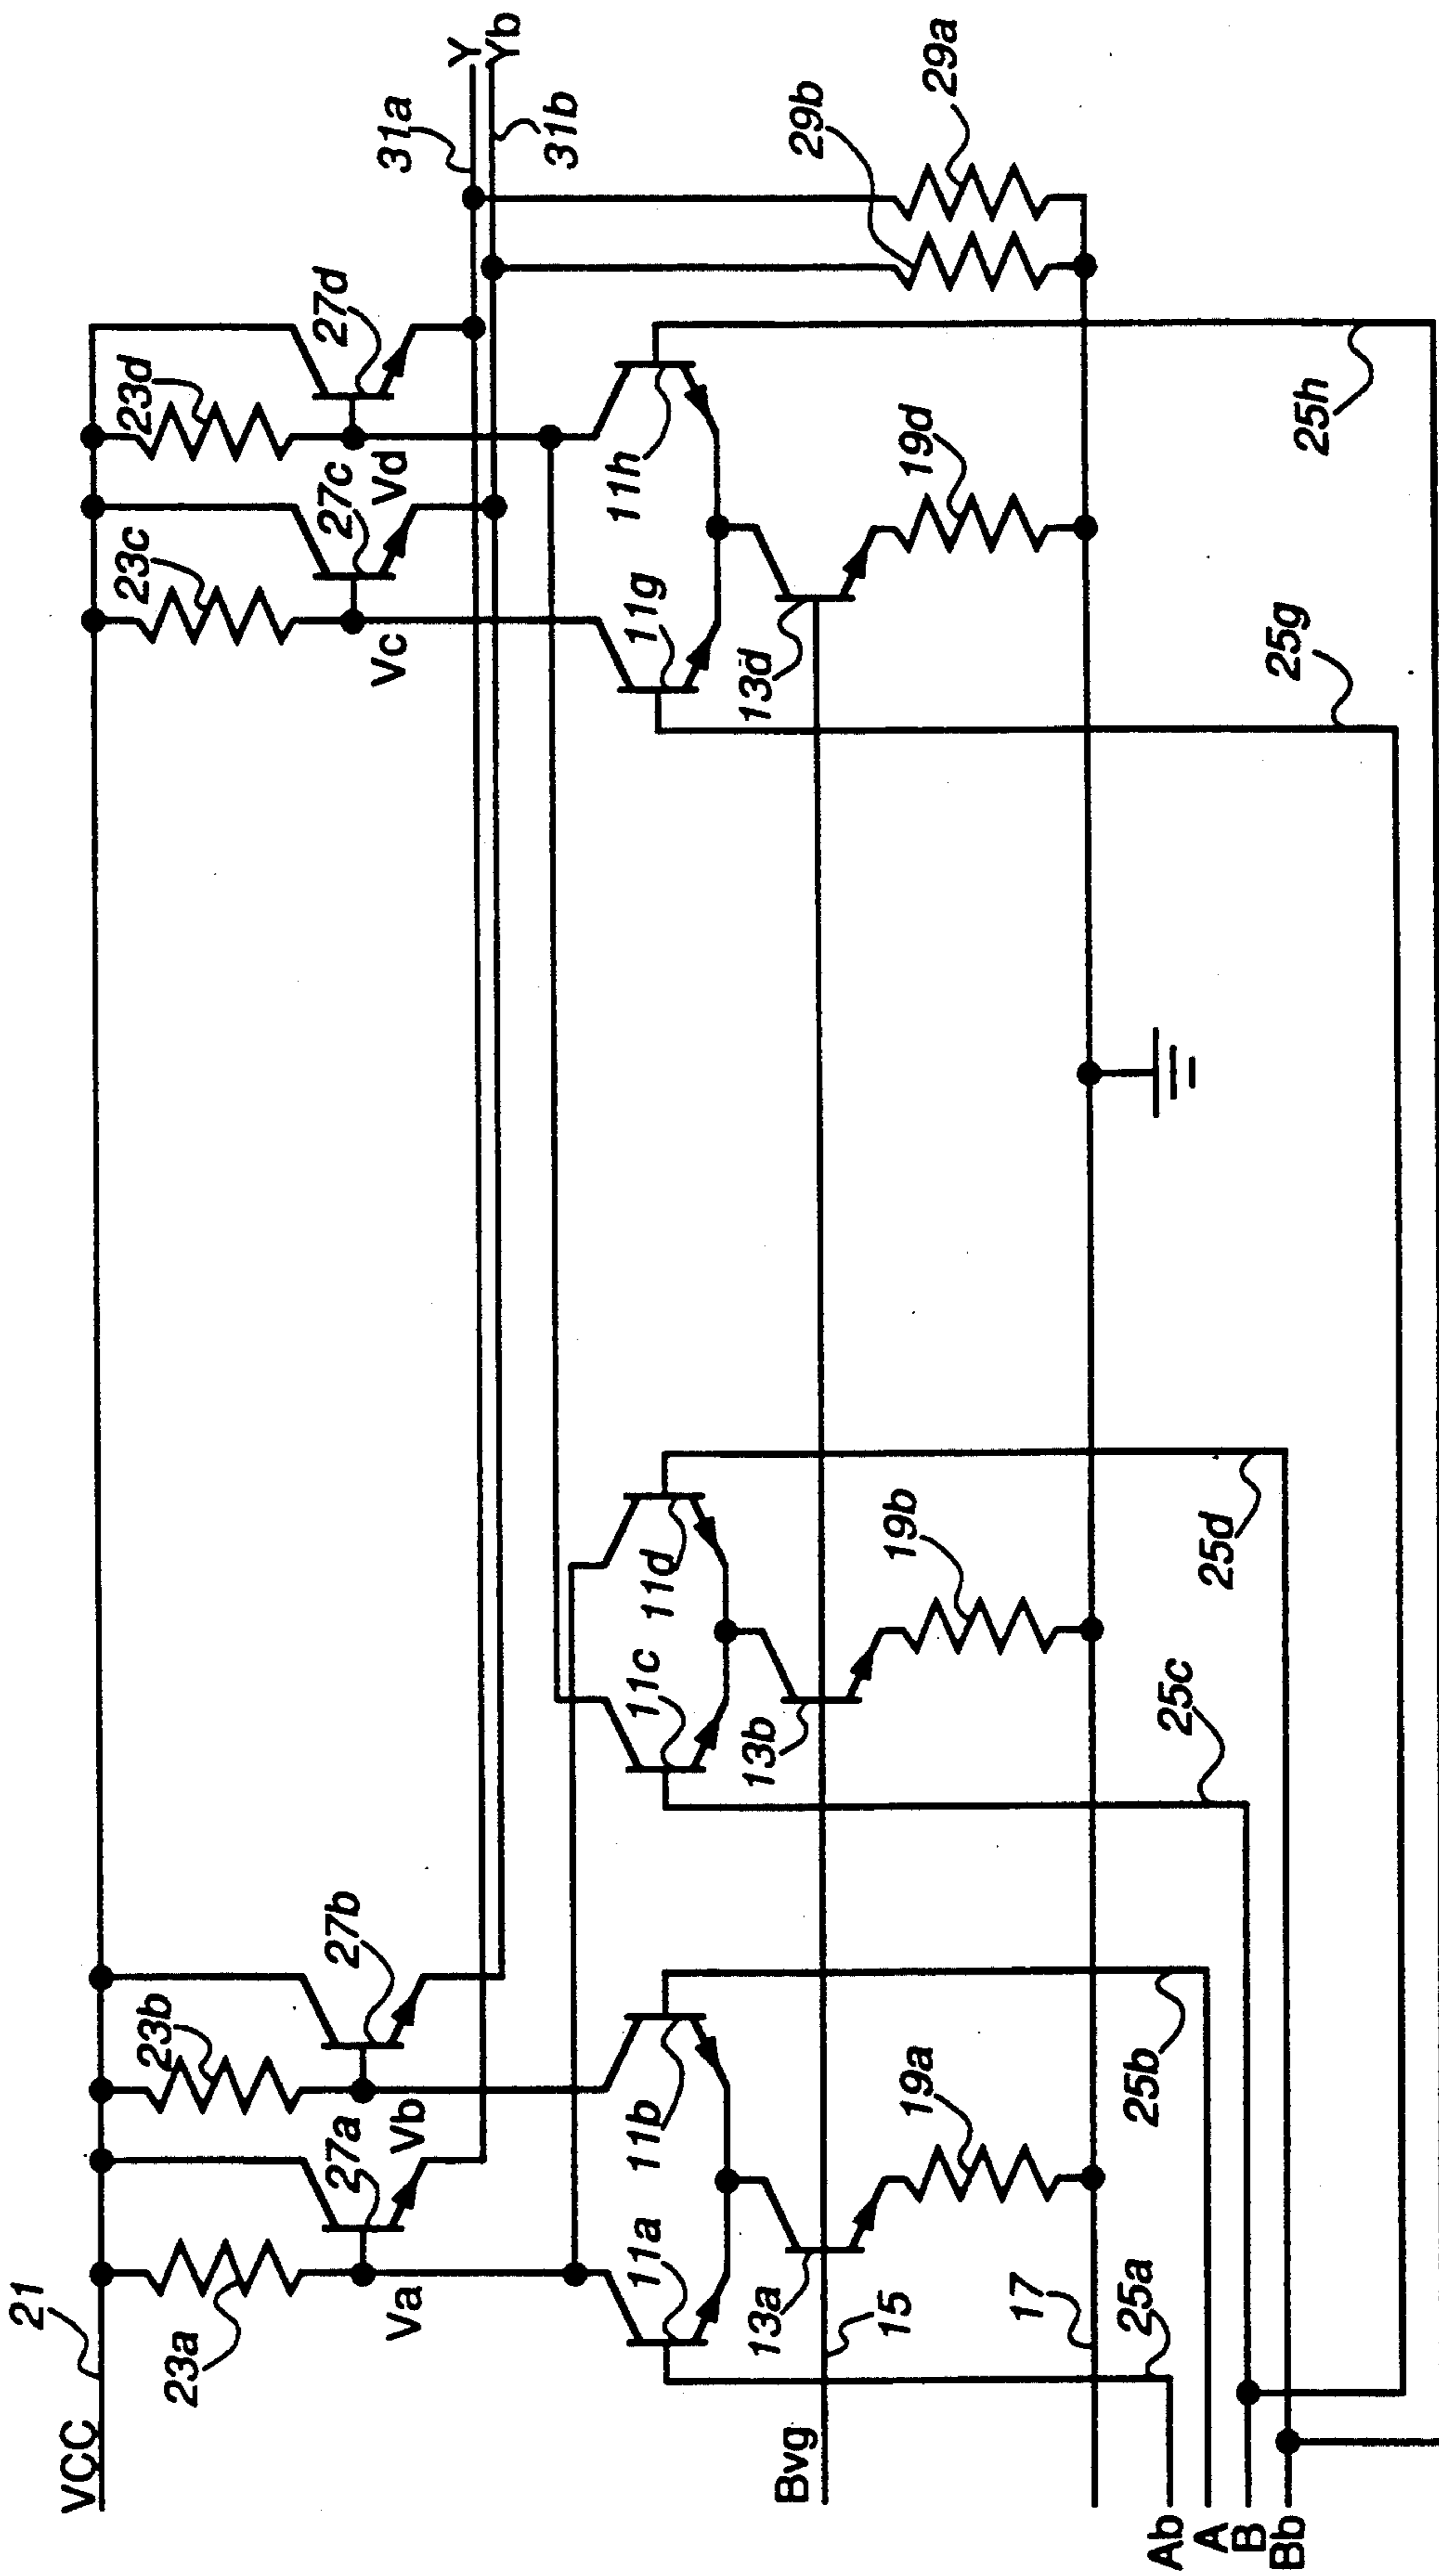 VCC
21
23a
27a
Va
23b
27b
Vb
23c
27c
Vc
23d
27d
Vd
31a
Y
Yb
31b
11a
11b
11c
11d
11g
11h
29b
29a
Bvg
15
13a
19a
13b
19b
13d
19d
17
25a
25b
25c
25d
25g
25h
Ab
A
B
Bb